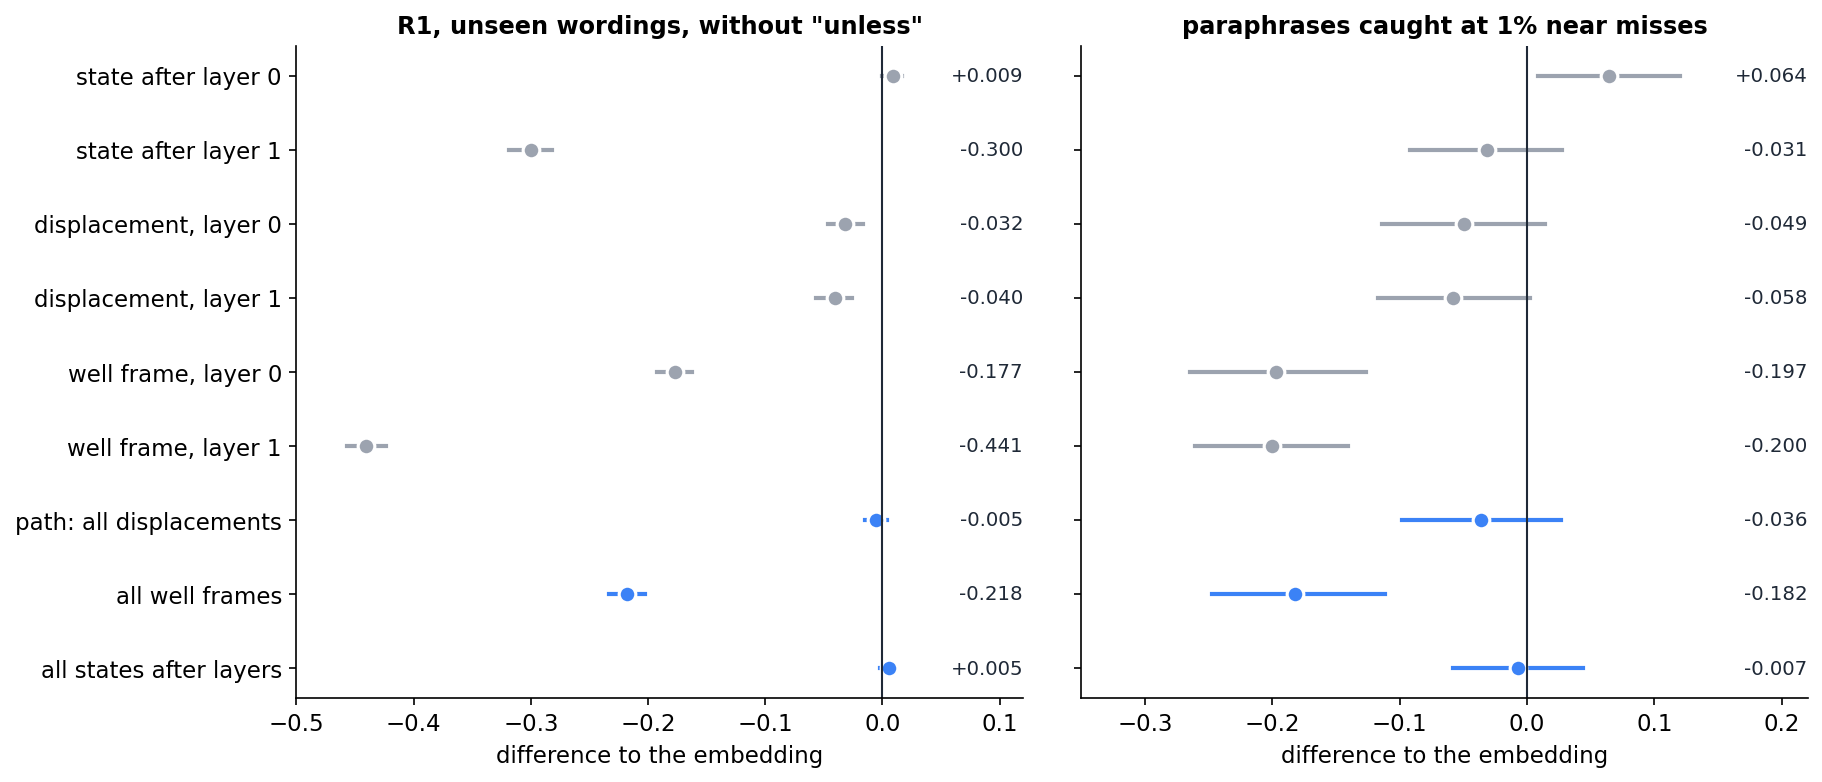 R1, unseen wordings, without "unless"
paraphrases caught at 1% near misses
state after layer 0
+0.009
+0.064
state after layer 1
-0.300
-0.031
displacement, layer 0
-0.032
-0.049
displacement, layer 1
-0.040
-0.058
well frame, layer 0
-0.177
-0.197
well frame, layer 1
-0.441
-0.200
path: all displacements
-0.005
-0.036
all well frames
-0.218
-0.182
all states after layers
+0.005
-0.007
−0.5 −0.4 −0.3 −0.2 −0.1 0.0 0.1
−0.3 −0.2 −0.1 0.0 0.1 0.2
difference to the embedding
difference to the embedding